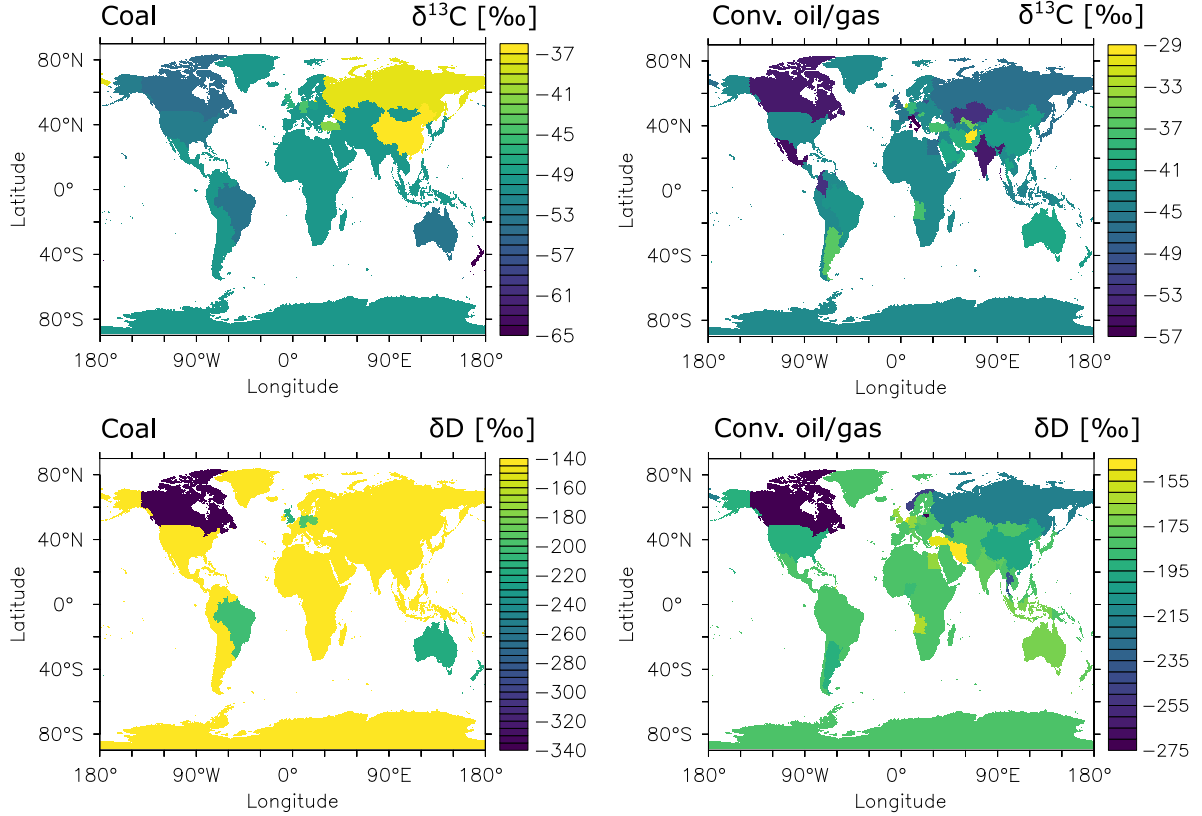 Coal δ¹³C [‰]
80°N
40°N
0°
40°S
80°S
Latitude
180° 90°W 0° 90°E 180°
Longitude
−37
−41
−45
−49
−53
−57
−61
−65
Conv. oil/gas δ¹³C [‰]
80°N
40°N
0°
40°S
80°S
Latitude
180° 90°W 0° 90°E 180°
Longitude
−29
−33
−37
−41
−45
−49
−53
−57
Coal δD [‰]
80°N
40°N
0°
40°S
80°S
Latitude
180° 90°W 0° 90°E 180°
Longitude
−140
−160
−180
−200
−220
−240
−260
−280
−300
−320
−340
Conv. oil/gas δD [‰]
80°N
40°N
0°
40°S
80°S
Latitude
180° 90°W 0° 90°E 180°
Longitude
−155
−175
−195
−215
−235
−255
−275